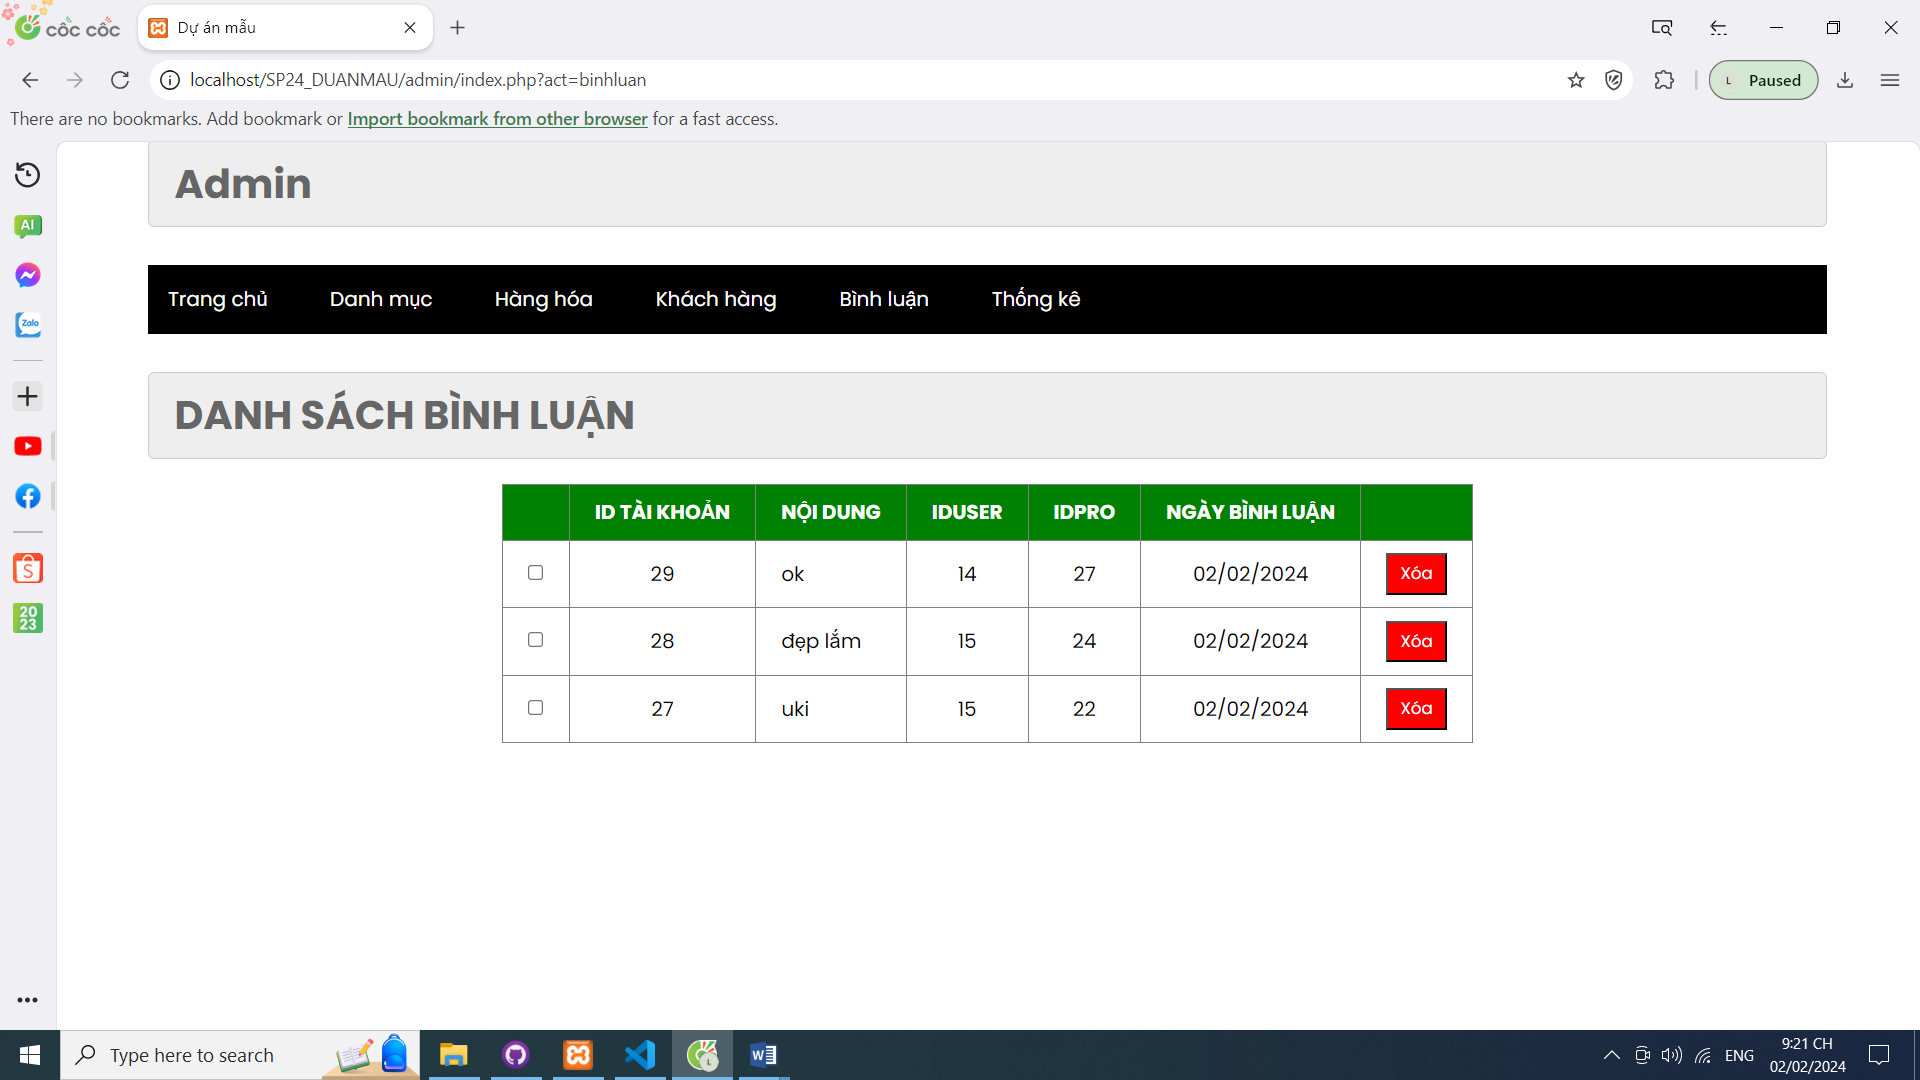 cốc cốc
Dự án mẫu
localhost/SP24_DUANMAU/admin/index.php?act=binhluan
L Paused
There are no bookmarks. Add bookmark or Import bookmark from other browser for a fast access.
Admin
AI
Zalo
Trang chủ Danh mục Hàng hóa Khách hàng Bình luận Thống kê
DANH SÁCH BÌNH LUẬN
ID TÀI KHOẢN NỘI DUNG IDUSER IDPRO NGÀY BÌNH LUẬN
29 ok 14 27 02/02/2024 Xóa
28 đẹp lắm 15 24 02/02/2024 Xóa
27 uki 15 22 02/02/2024 Xóa
S
20
23
Type here to search
L
W
ENG
9:21 CH
02/02/2024